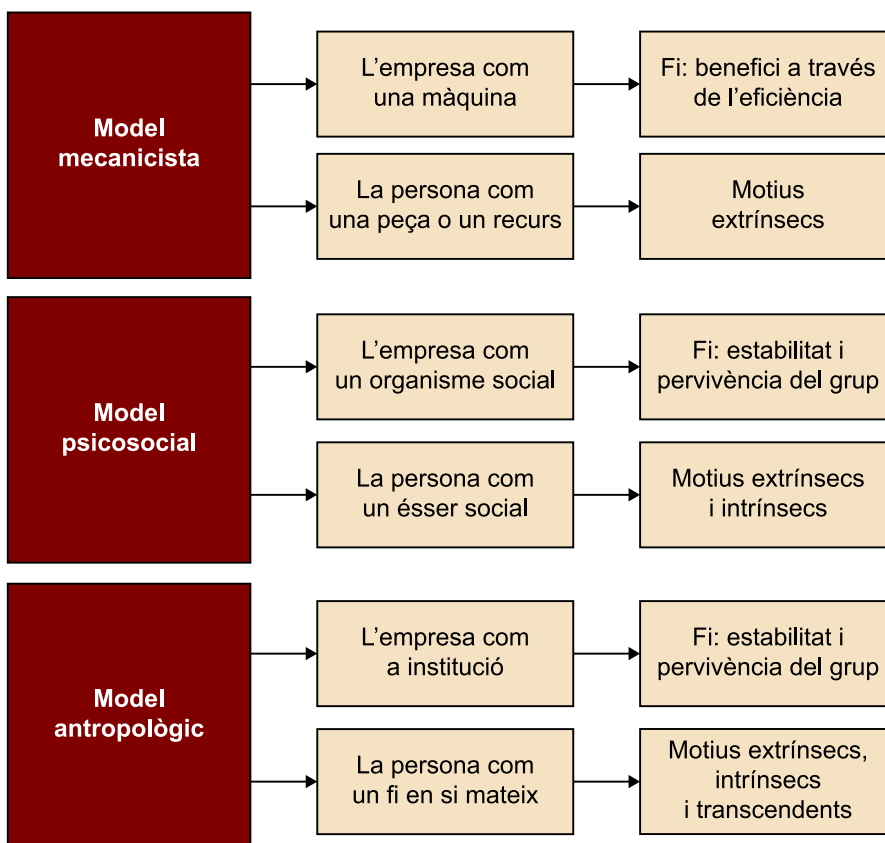 Model
mecanicista
L'empresa com
una màquina
Fi: benefici a través
de l'eficiència
La persona com
una peça o un recurs
Motius
extrínsecs
Model
psicosocial
L'empresa com
un organisme social
Fi: estabilitat i
pervivència del grup
La persona com
un ésser social
Motius extrínsecs
i intrínsecs
Model
antropològic
L'empresa com
a institució
Fi: estabilitat i
pervivència del grup
La persona com
un fi en si mateix
Motius extrínsecs,
intrínsecs
i transcendents